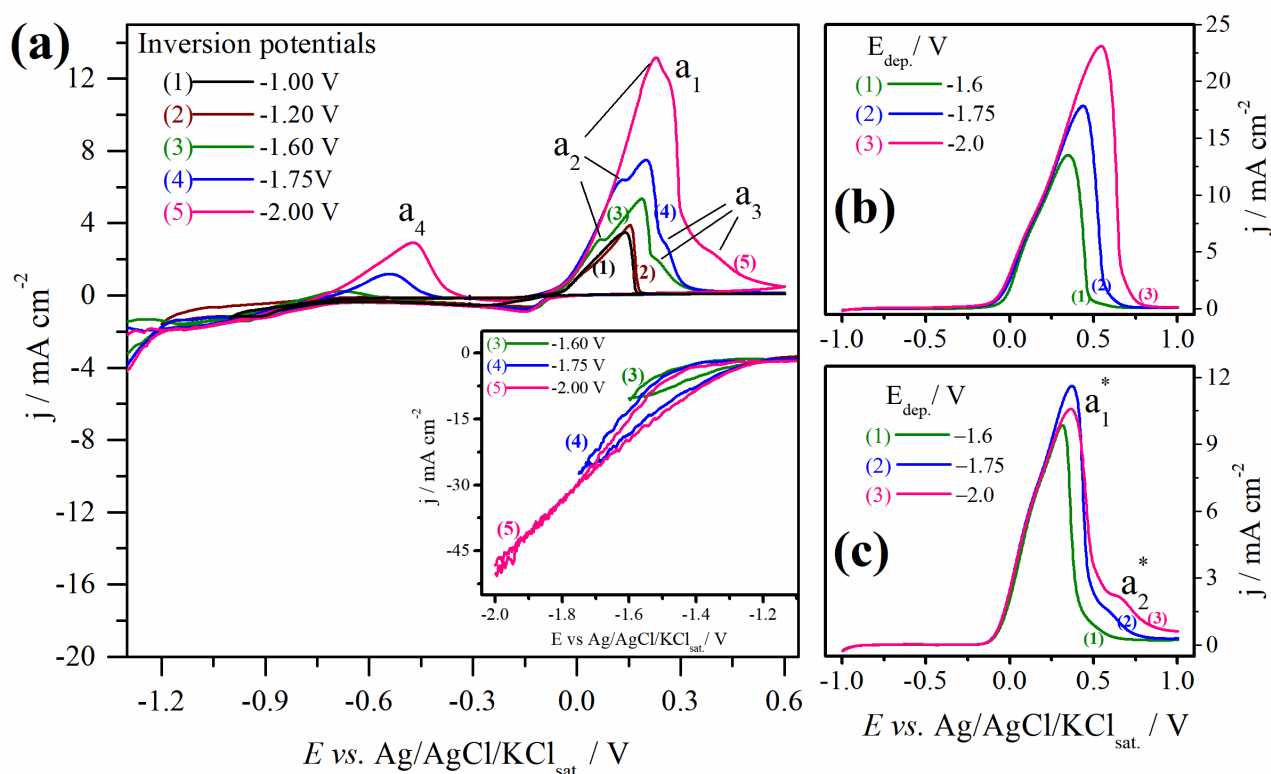 (a)
Inversion potentials
(1) -1.00 V
(2) -1.20 V
(3) -1.60 V
(4) -1.75V
(5) -2.00 V
a4
a2
a1
a3
(3)
(4)
(1)
(2)
(5)
12
8
4
0
-4
-8
-12
-16
-20
j / mA cm-2
-1.2 -0.9 -0.6 -0.3 0.0 0.3 0.6
E vs. Ag/AgCl/KClsat. / V
(3) -1.60 V
(4) -1.75 V
(5) -2.00 V
(3)
(4)
(5)
0
-15
-30
-45
j / mA cm-2
-2.0 -1.8 -1.6 -1.4 -1.2
E vs Ag/AgCl/KClsat. / V
Edep./ V
(1) -1.6
(2) -1.75
(3) -2.0
(b)
(1) (2) (3)
25
20
15
10
5
0
j / mA cm-2
-1.0 -0.5 0.0 0.5 1.0
Edep./ V
(1) –1.6
(2) –1.75
(3) –2.0
a1*
(c)
a2*
(1) (2) (3)
12
9
6
3
0
j / mA cm-2
-1.0 -0.5 0.0 0.5 1.0
E vs. Ag/AgCl/KClsat. / V